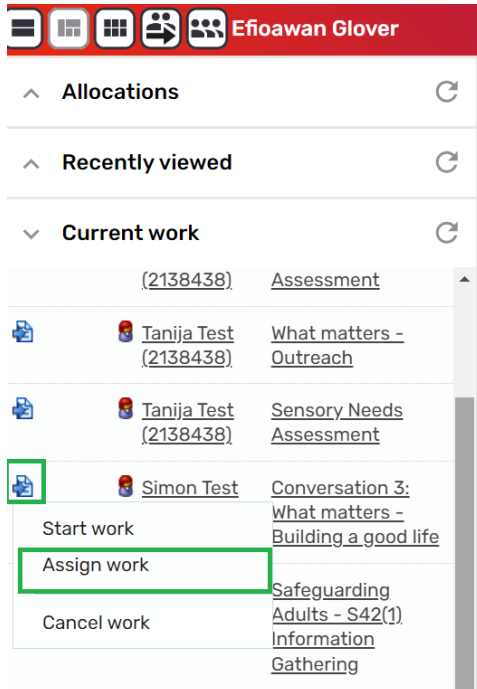 Efioawan Glover
Allocations
Recently viewed
Current work
(2138438) Assessment
Tanija Test What matters -
(2138438) Outreach
Tanija Test Sensory Needs
(2138438) Assessment
Simon Test Conversation 3:
What matters -
Start work Building a good life
Assign work
Safeguarding
Cancel work Adults - S42(1)
Information
Gathering